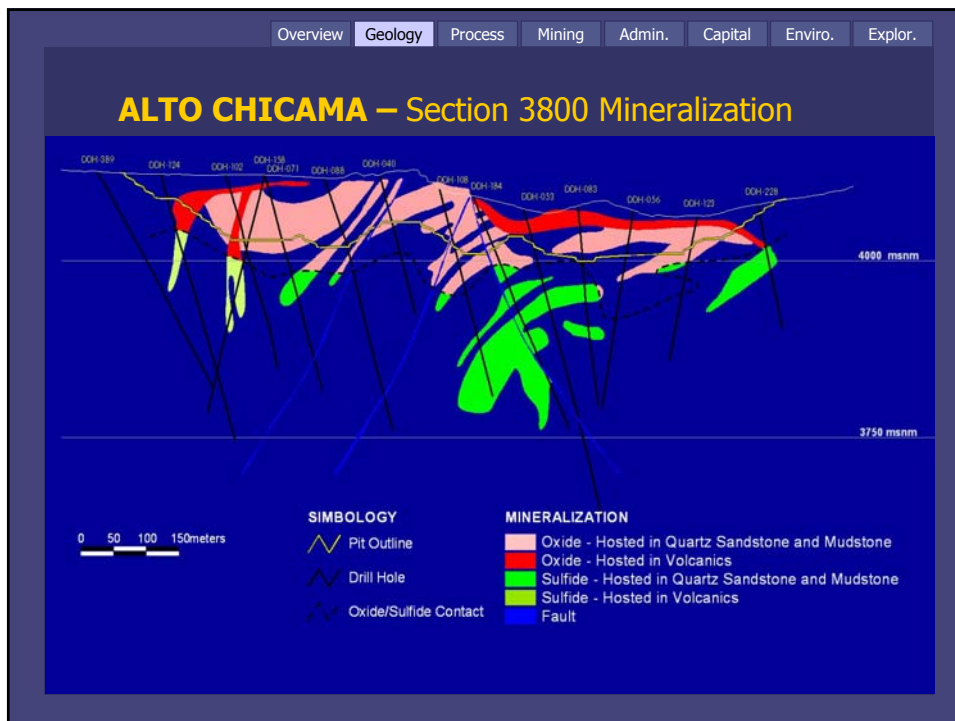 Overview Geology Process Mining Admin. Capital Enviro. Explor.
ALTO CHICAMA – Section 3800 Mineralization
DDH-389 DDH-124 DDH-102 DDH-158 DDH-071 DDH-088 DDH-040 DDH-108 DDH-184 DDH-032 DDH-083 DDH-056 DDH-123 DDH-228
4000 msnm
3750 msnm
0 50 100 150meters
SIMBOLOGY
Pit Outline
Drill Hole
Oxide/Sulfide Contact
MINERALIZATION
Oxide - Hosted in Quartz Sandstone and Mudstone
Oxide - Hosted in Volcanics
Sulfide - Hosted in Quartz Sandstone and Mudstone
Sulfide - Hosted in Volcanics
Fault